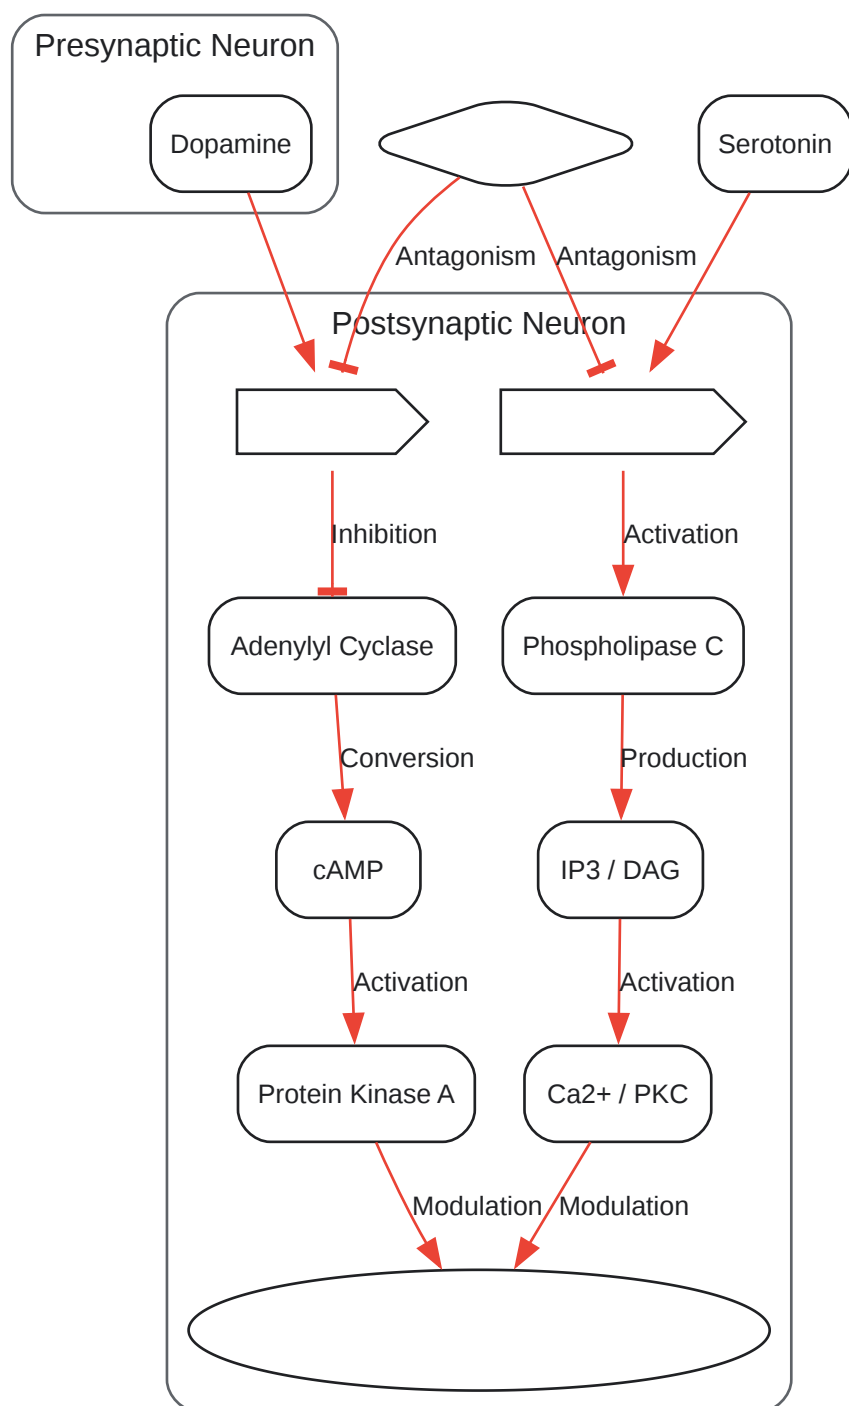 Presynaptic Neuron
Dopamine
Serotonin
Antagonism
Antagonism
Postsynaptic Neuron
Inhibition
Activation
Adenylyl Cyclase
Phospholipase C
Conversion
Production
cAMP
IP3 / DAG
Activation
Activation
Protein Kinase A
Ca2+ / PKC
Modulation
Modulation